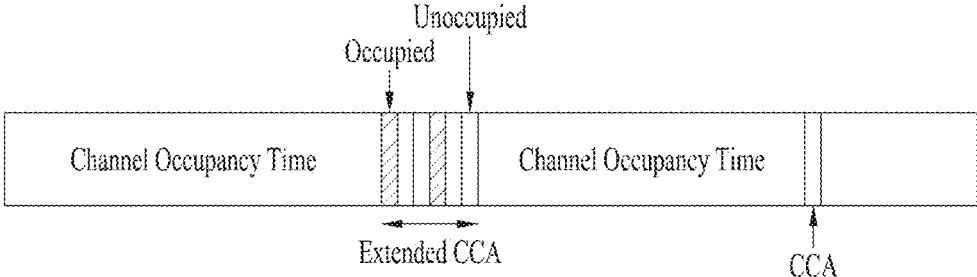 Unoccupied
Occupied
Channel Occupancy Time
Channel Occupancy Time
Extended CCA
CCA